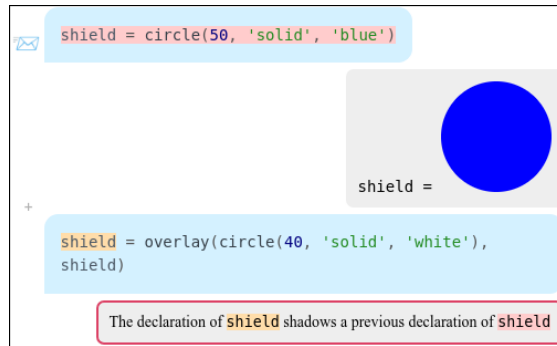 shield = circle(50, 'solid', 'blue')
shield =
+
shield = overlay(circle(40, 'solid', 'white'),
shield)
The declaration of shield shadows a previous declaration of shield